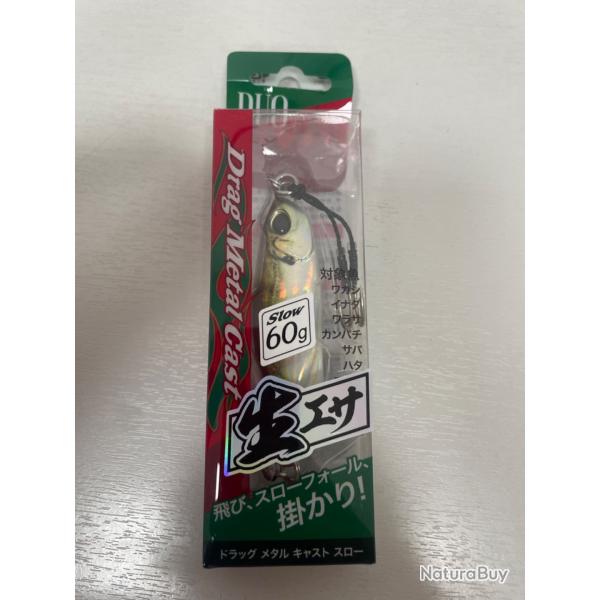 DUO
Drag Metal Cast
対象魚
ワカシ
イナダ
ワラサ
カンパチ
サバ
ハタ
Slow
60g
生エサ
飛び、スローフォール、
掛かり!
ドラッグ メタル キャスト スロー
NaturaBuy